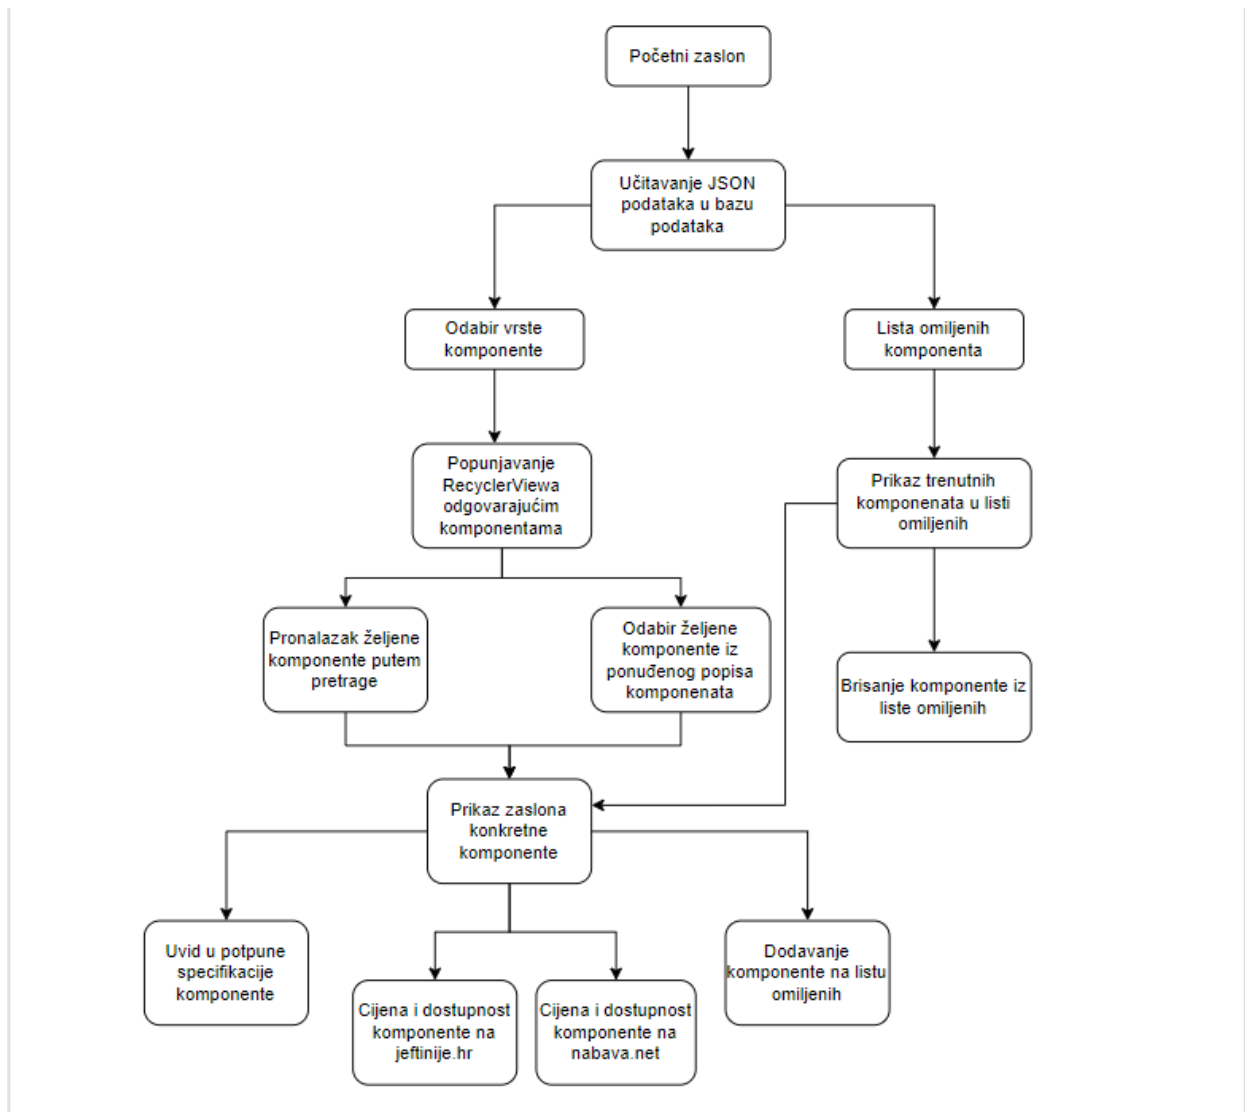 Početni zaslon
Učitavanje JSON
podataka u bazu
podataka
Odabir vrste
komponente
Lista omiljenih
komponenta
Popunjavanje
RecyclerViewa
odgovarajućim
komponentama
Prikaz trenutnih
komponenata u listi
omiljenih
Pronalazak željene
komponente putem
pretrage
Odabir željene
komponente iz
ponuđenog popisa
komponenata
Brisanje komponente iz
liste omiljenih
Prikaz zaslona
konkretne
komponente
Uvid u potpune
specifikacije
komponente
Cijena i dostupnost
komponente na
jeftinije.hr
Cijena i dostupnost
komponente na
nabava.net
Dodavanje
komponente na listu
omiljenih